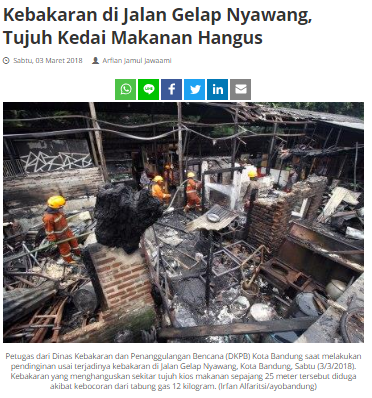 Kebakaran di Jalan Gelap Nyawang,
Tujuh Kedai Makanan Hangus
Sabtu, 03 Maret 2018 Arfian Jamul Jawaami
Petugas dari Dinas Kebakaran dan Penanggulangan Bencana (DKPB) Kota Bandung saat melakukan
pendinginan usai terjadinya kebakaran di Jalan Gelap Nyawang, Kota Bandung, Sabtu (3/3/2018).
Kebakaran yang menghanguskan sekitar tujuh kios makanan sepajang 25 meter tersebut diduga
akibat kebocoran dari tabung gas 12 kilogram. (Irfan Alfaritsi/ayobandung)